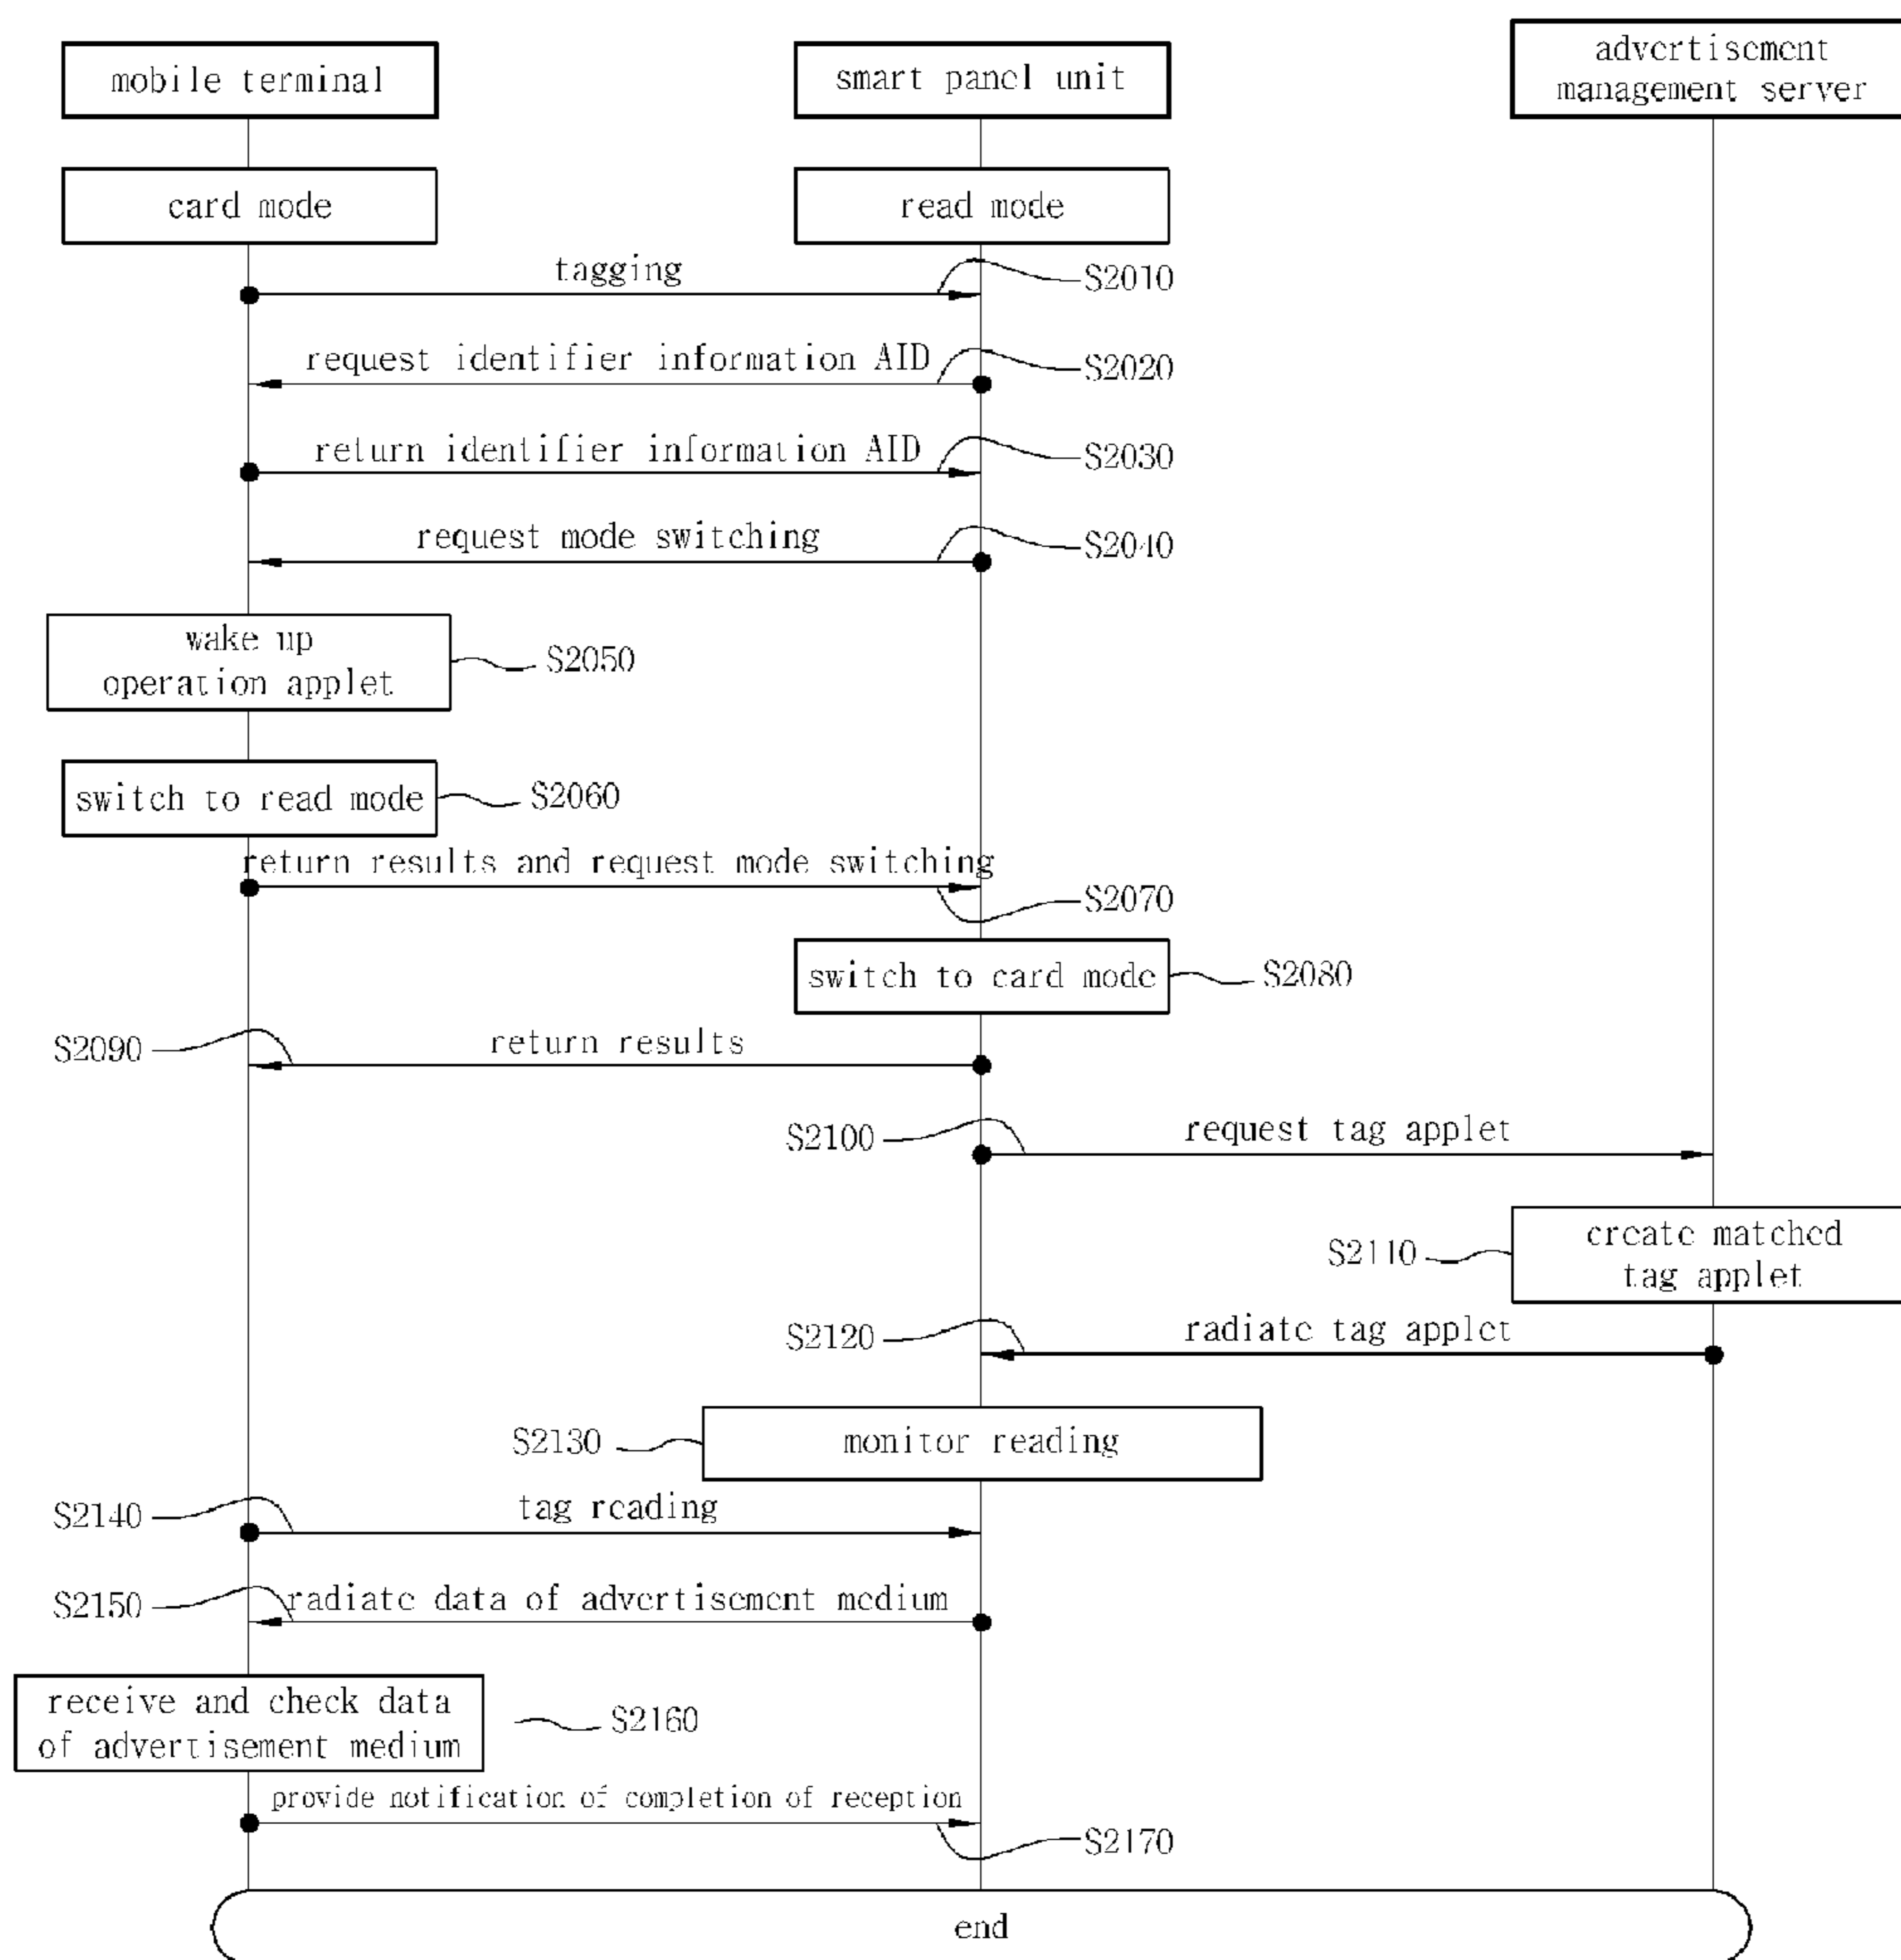 mobile terminal
smart panel unit
advertisement
management server
card mode
read mode
tagging
S2010
request identifier information AID
S2020
return identifier information AID
S2030
request mode switching
S2040
wake up
operation applet
S2050
switch to read mode
S2060
return results and request mode switching
S2070
switch to card mode
S2080
S2090
return results
S2100
request tag applet
S2110
create matched
tag applet
S2120
radiate tag applet
S2130
monitor reading
S2140
tag reading
S2150
radiate data of advertisement medium
receive and check data
of advertisement medium
S2160
provide notification of completion of reception
S2170
end